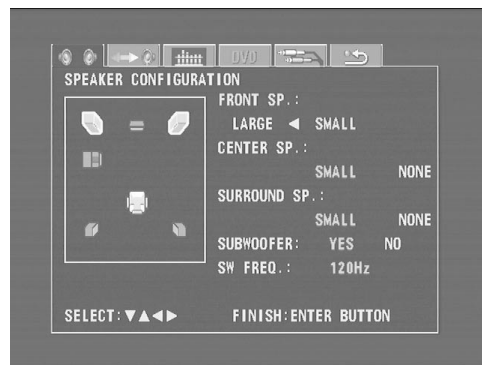 DVD
SPEAKER CONFIGURATION
FRONT SP.:
LARGE ◀ SMALL
CENTER SP.:
SMALL NONE
SURROUND SP.:
SMALL NONE
SUBWOOFER: YES NO
SW FREQ.: 120Hz
SELECT:▼▲◀▶ FINISH:ENTER BUTTON